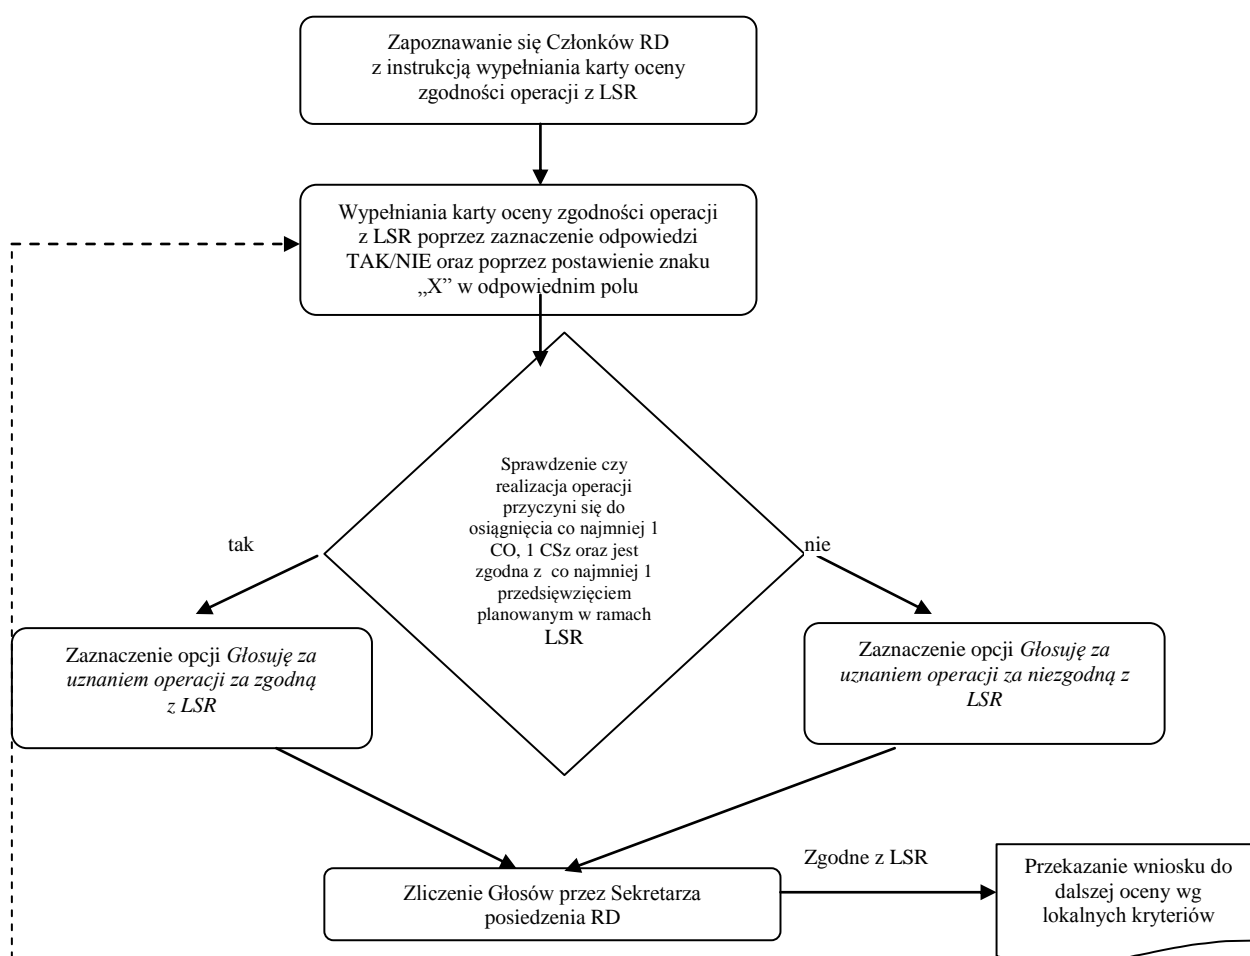 Zapoznawanie się Członków RD
z instrukcją wypełniania karty oceny
zgodności operacji z LSR
Wypełniania karty oceny zgodności operacji
z LSR poprzez zaznaczenie odpowiedzi
TAK/NIE oraz poprzez postawienie znaku
„X” w odpowiednim polu
Sprawdzenie czy
realizacja operacji
przyczyni się do
osiągnięcia co najmniej 1
CO, 1 CSz oraz jest
zgodna z co najmniej 1
przedsięwzięciem
planowanym w ramach
LSR
tak
nie
Zaznaczenie opcji Głosuję za
uznaniem operacji za zgodną
z LSR
Zaznaczenie opcji Głosuję za
uznaniem operacji za niezgodną z
LSR
Zliczenie Głosów przez Sekretarza
posiedzenia RD
Zgodne z LSR
Przekazanie wniosku do
dalszej oceny wg
lokalnych kryteriów